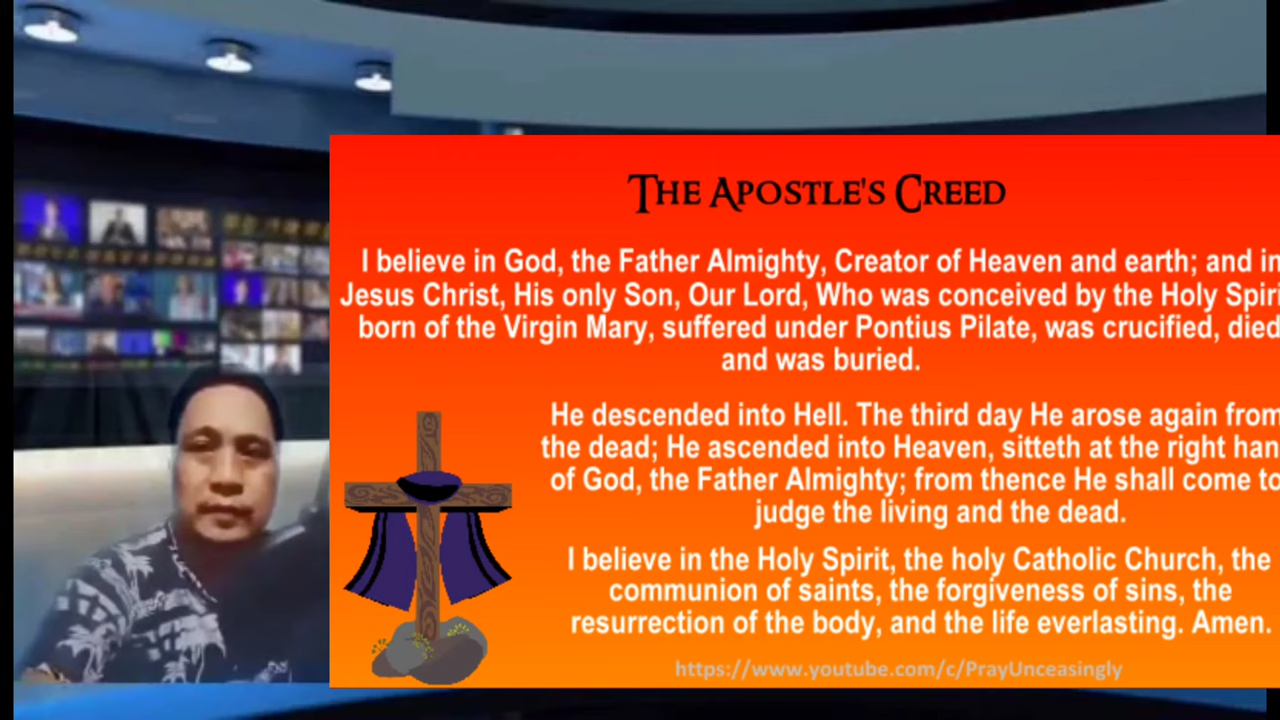 The Apostle's Creed
I believe in God, the Father Almighty, Creator of Heaven and earth; and in
Jesus Christ, His only Son, Our Lord, Who was conceived by the Holy Spiri
born of the Virgin Mary, suffered under Pontius Pilate, was crucified, died
and was buried.
He descended into Hell. The third day He arose again from
the dead; He ascended into Heaven, sitteth at the right han
of God, the Father Almighty; from thence He shall come to
judge the living and the dead.
I believe in the Holy Spirit, the holy Catholic Church, the
communion of saints, the forgiveness of sins, the
resurrection of the body, and the life everlasting. Amen.
https://www.youtube.com/c/PrayUnceasingly